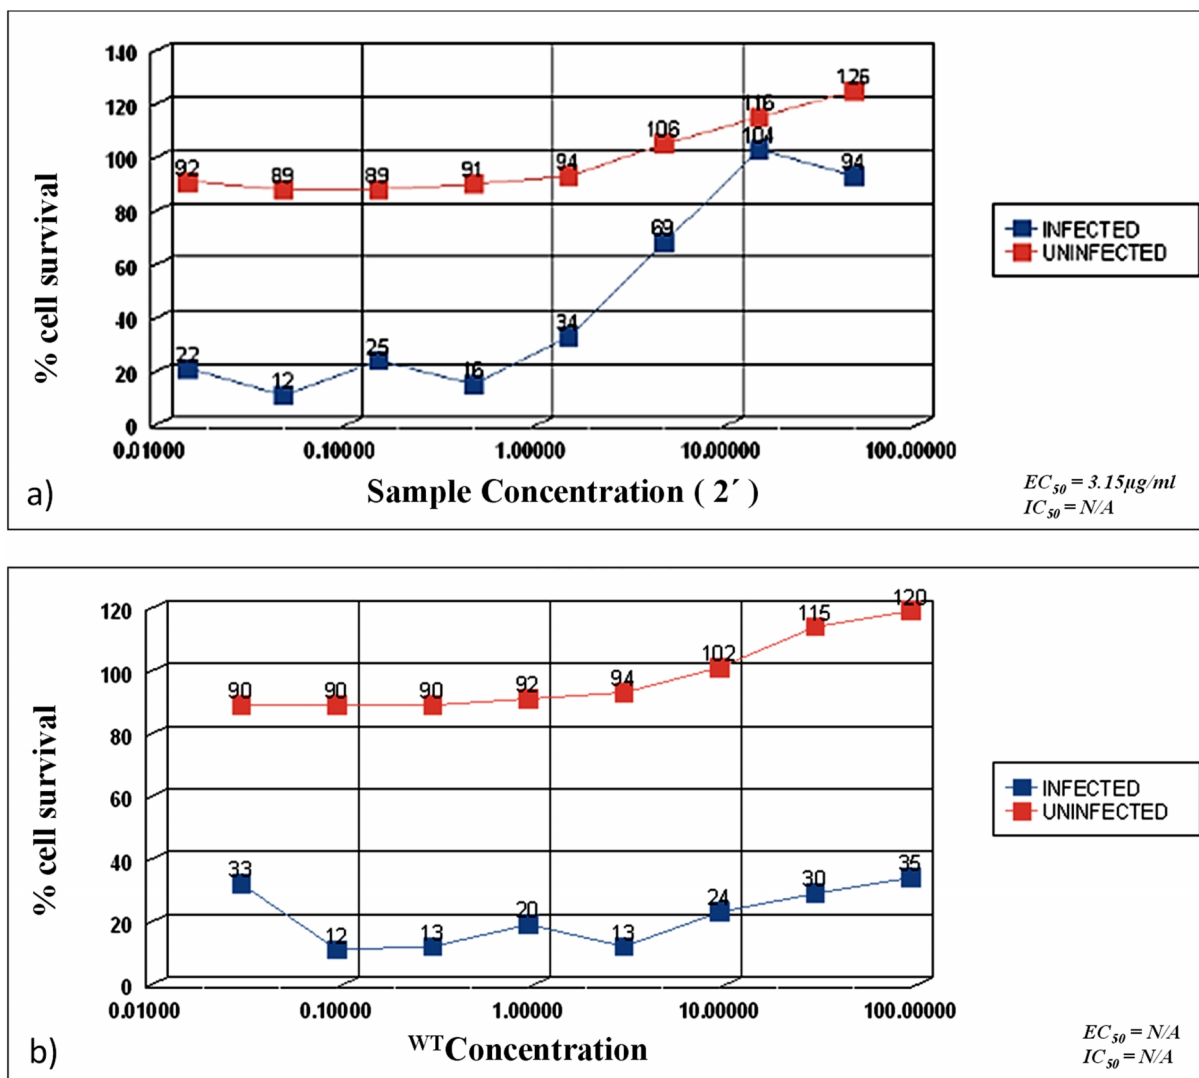 140
120
100
80
60
40
20
0
% cell survival
92 89 89 91 94 106 116 126
22 12 25 16 34 69 104 94
0.01000 0.10000 1.00000 10.00000 100.00000
INFECTED
UNINFECTED
a)
Sample Concentration ( 2´ )
EC50 = 3.15µg/ml
IC50 = N/A
120
100
80
60
40
20
0
% cell survival
90 90 90 92 94 102 115 120
33 12 13 20 13 24 30 35
0.01000 0.10000 1.00000 10.00000 100.00000
INFECTED
UNINFECTED
b)
WTConcentration
EC50 = N/A
IC50 = N/A